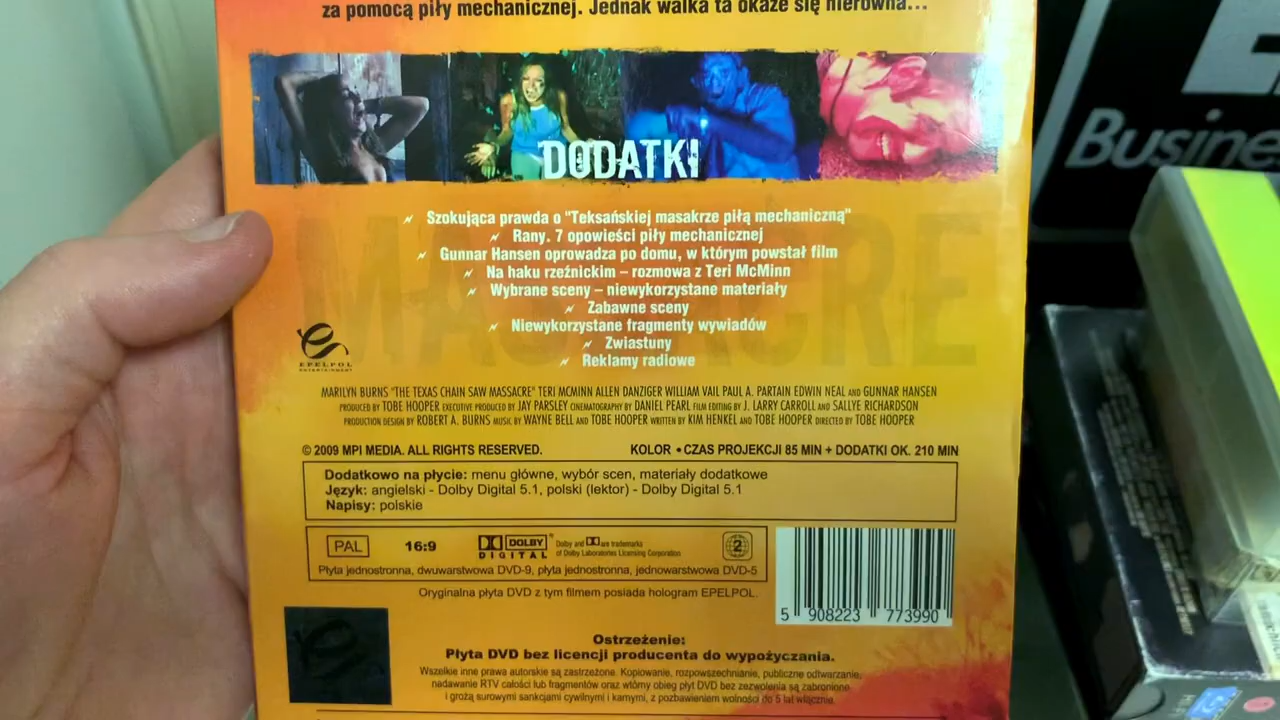 za pomocą piły mechanicznej. Jednak walka ta okaże się nierówna...
DODATKI
Szokująca prawda o "Teksańskiej masakrze piłą mechaniczną"
Rany. 7 opowieści piły mechanicznej
Gunnar Hansen oprowadza po domu, w którym powstał film
Na haku rzeźnickim – rozmowa z Teri McMinn
Wybrane sceny – niewykorzystane materiały
Zabawne sceny
Niewykorzystane fragmenty wywiadów
Zwiastuny
Reklamy radiowe
MASSACRE
EPELPOL
ENTERTAINMENT
MARILYN BURNS "THE TEXAS CHAIN SAW MASSACRE" TERI MCMINN ALLEN DANZIGER WILLIAM VAIL PAUL A. PARTAIN EDWIN NEAL AND GUNNAR HANSEN
PRODUCED BY TOBE HOOPER EXECUTIVE PRODUCED BY JAY PARSLEY CINEMATOGRAPHY BY DANIEL PEARL FILM EDITING BY J. LARRY CARROLL AND SALLYE RICHARDSON
PRODUCTION DESIGN BY ROBERT A. BURNS MUSIC BY WAYNE BELL AND TOBE HOOPER WRITTEN BY KIM HENKEL AND TOBE HOOPER DIRECTED BY TOBE HOOPER
© 2009 MPI MEDIA. ALL RIGHTS RESERVED. KOLOR • CZAS PROJEKCJI 85 MIN + DODATKI OK. 210 MIN
Dodatkowo na płycie: menu główne, wybór scen, materiały dodatkowe
Język: angielski - Dolby Digital 5.1, polski (lektor) - Dolby Digital 5.1
Napisy: polskie
PAL 16:9 DOLBY DIGITAL Dolby and are trademarks of Dolby Laboratories Licensing Corporation 2
Płyta jednostronna, dwuwarstwowa DVD-9, płyta jednostronna, jednowarstwowa DVD-5
Oryginalna płyta DVD z tym filmem posiada hologram EPELPOL.
5 908223 773990
Ostrzeżenie:
Płyta DVD bez licencji producenta do wypożyczania.
Wszelkie inne prawa autorskie są zastrzeżone. Kopiowanie, rozpowszechnianie, publiczne odtwarzanie,
nadawanie RTV całości lub fragmentów oraz wtórny obieg płyt DVD bez zezwolenia są zabronione
i grożą surowymi sankcjami cywilnymi i karnymi, z pozbawieniem wolności do 5 lat włącznie.
Busine